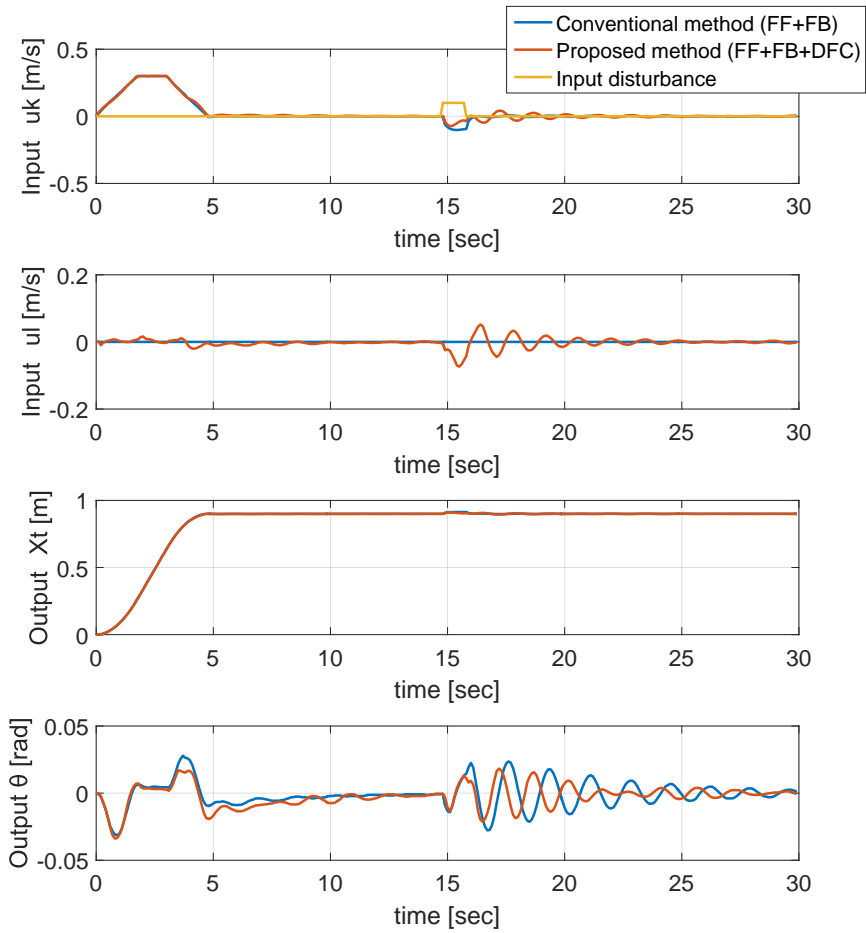 Conventional method (FF+FB)
Proposed method (FF+FB+DFC)
Input disturbance
Input uk [m/s]
0.5
0
-0.5
0 5 10 15 20 25 30
time [sec]
Input ul [m/s]
0.2
0
-0.2
0 5 10 15 20 25 30
time [sec]
Output Xt [m]
1
0.5
0
0 5 10 15 20 25 30
time [sec]
Output θ [rad]
0.05
0
-0.05
0 5 10 15 20 25 30
time [sec]